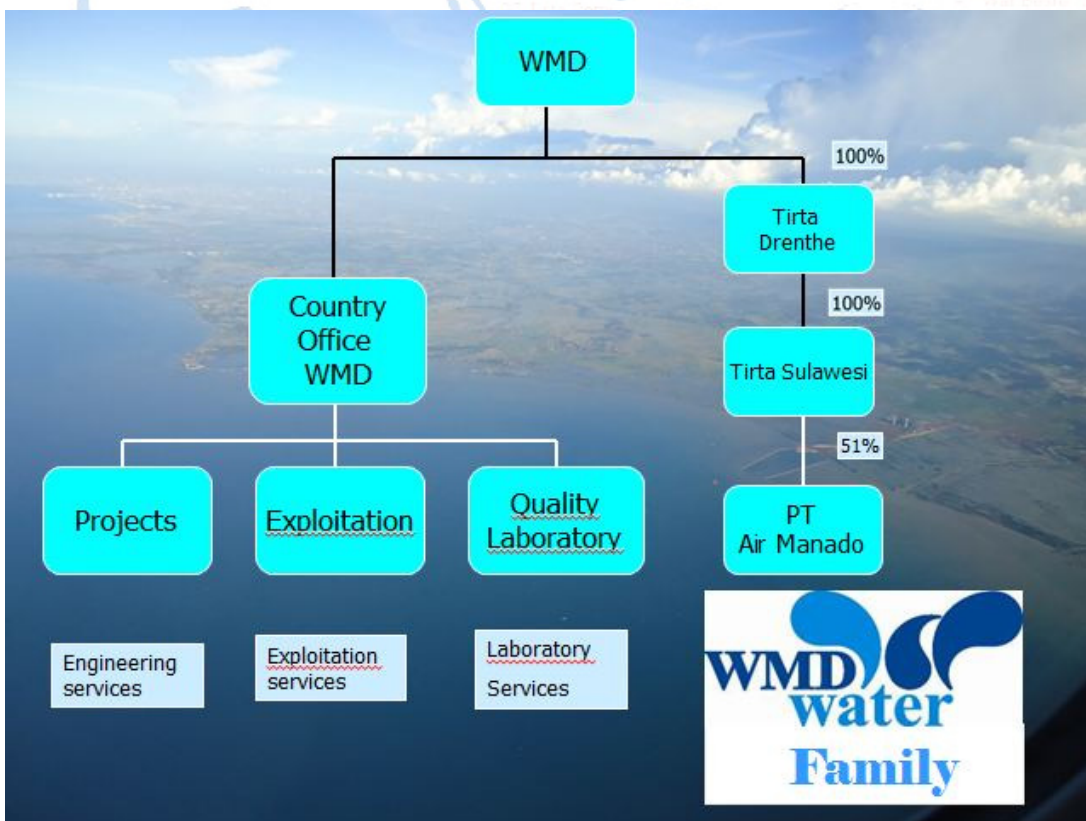 WMD
100%
Tirta
Drenthe
100%
Country
Office
WMD
Tirta Sulawesi
51%
Projects
Exploitation
Quality
Laboratory
PT
Air Manado
Engineering
services
Exploitation
services
Laboratory
Services
WMD
water
Family